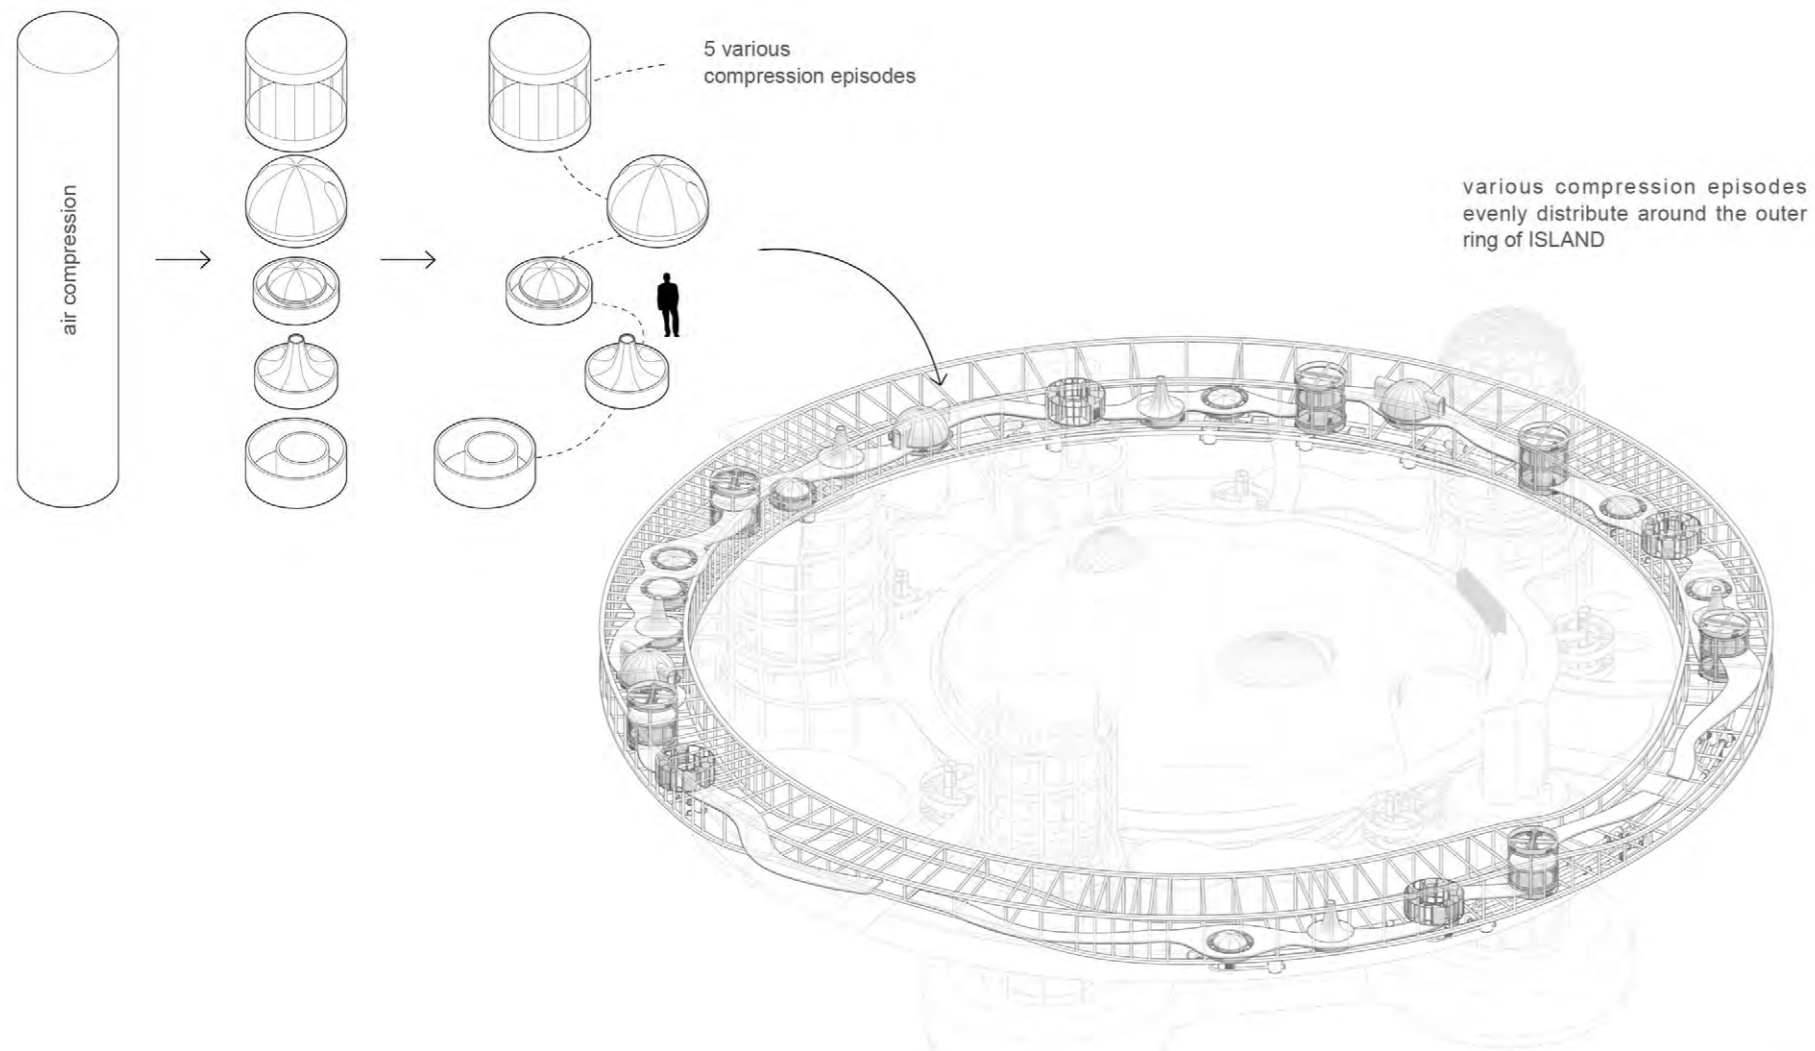 air compression
5 various
compression episodes
various compression episodes
evenly distribute around the outer
ring of ISLAND